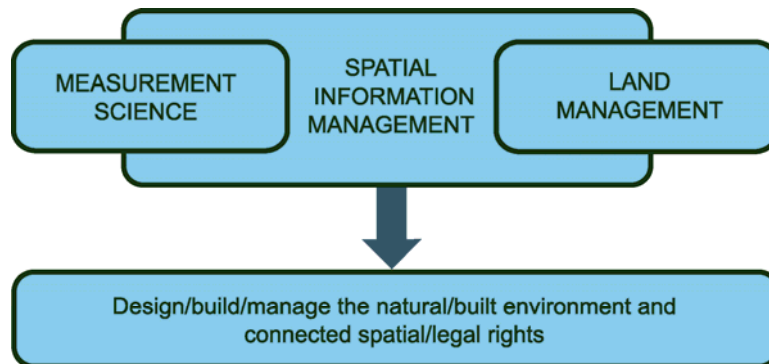 MEASUREMENT
SCIENCE
SPATIAL
INFORMATION
MANAGEMENT
LAND
MANAGEMENT
Design/build/manage the natural/built environment and
connected spatial/legal rights